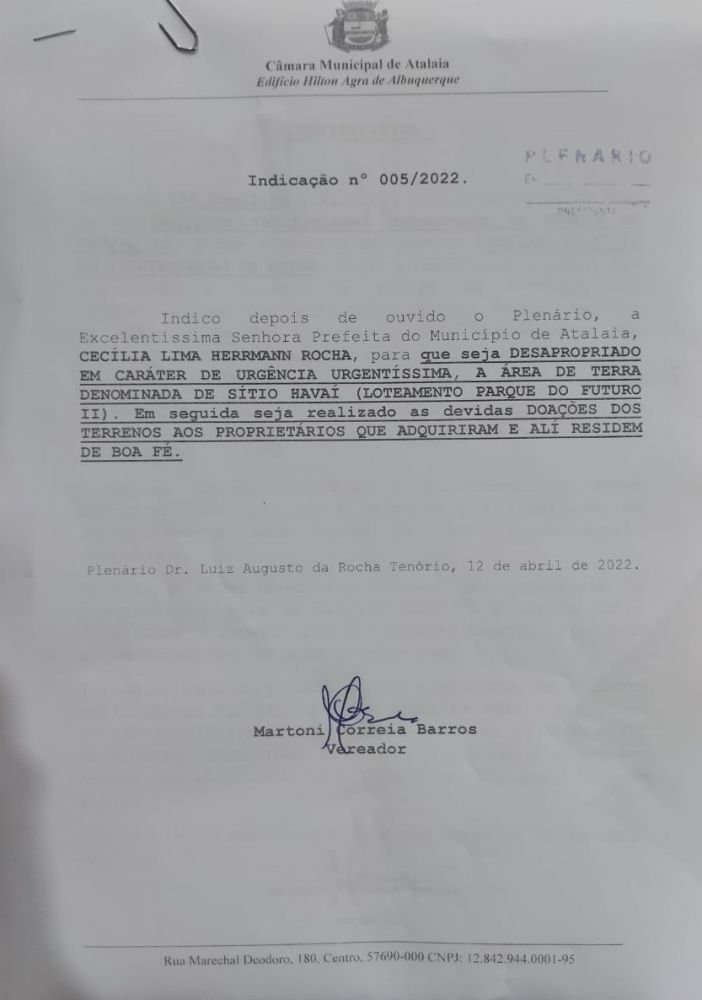 Câmara Municipal de Atalaia
Edifício Hilton Agra de Albuquerque
PLENARIO
Indicação nº 005/2022.
Indico depois de ouvido o Plenário, a
Excelentíssima Senhora Prefeita do Município de Atalaia,
CECÍLIA LIMA HERRMANN ROCHA, para que seja DESAPROPRIADO
EM CARÁTER DE URGÊNCIA URGENTÍSSIMA, A ÁREA DE TERRA
DENOMINADA DE SÍTIO HAVAÍ (LOTEAMENTO PARQUE DO FUTURO
II). Em seguida seja realizado as devidas DOAÇÕES DOS
TERRENOS AOS PROPRIETÁRIOS QUE ADQUIRIRAM E ALÍ RESIDEM
DE BOA FÉ.
Plenário Dr. Luiz Augusto da Rocha Tenório, 12 de abril de 2022.
Martoni Correia Barros
Vereador
Rua Marechal Deodoro, 180, Centro, 57690-000 CNPJ: 12.842.944.0001-95